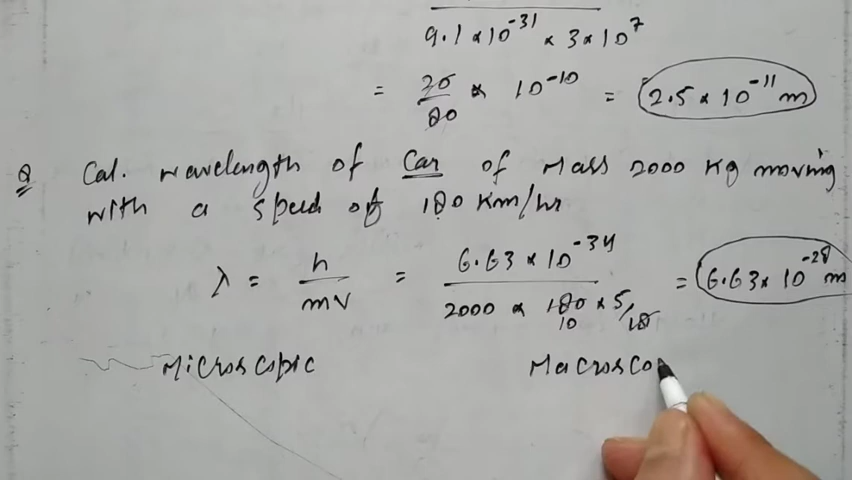 9.1 × 10^-31 × 3 × 10^7
= 20/80 × 10^-10 = 2.5 × 10^-11 m
Q Cal. wavelength of Car of Mass 2000 Kg moving
with a speed of 180 Km/hr
λ = h/mv = 6.63 × 10^-34 / 2000 × 180 × 5/18 = 6.63 × 10^-28 m
10
Microscopic Macrosco